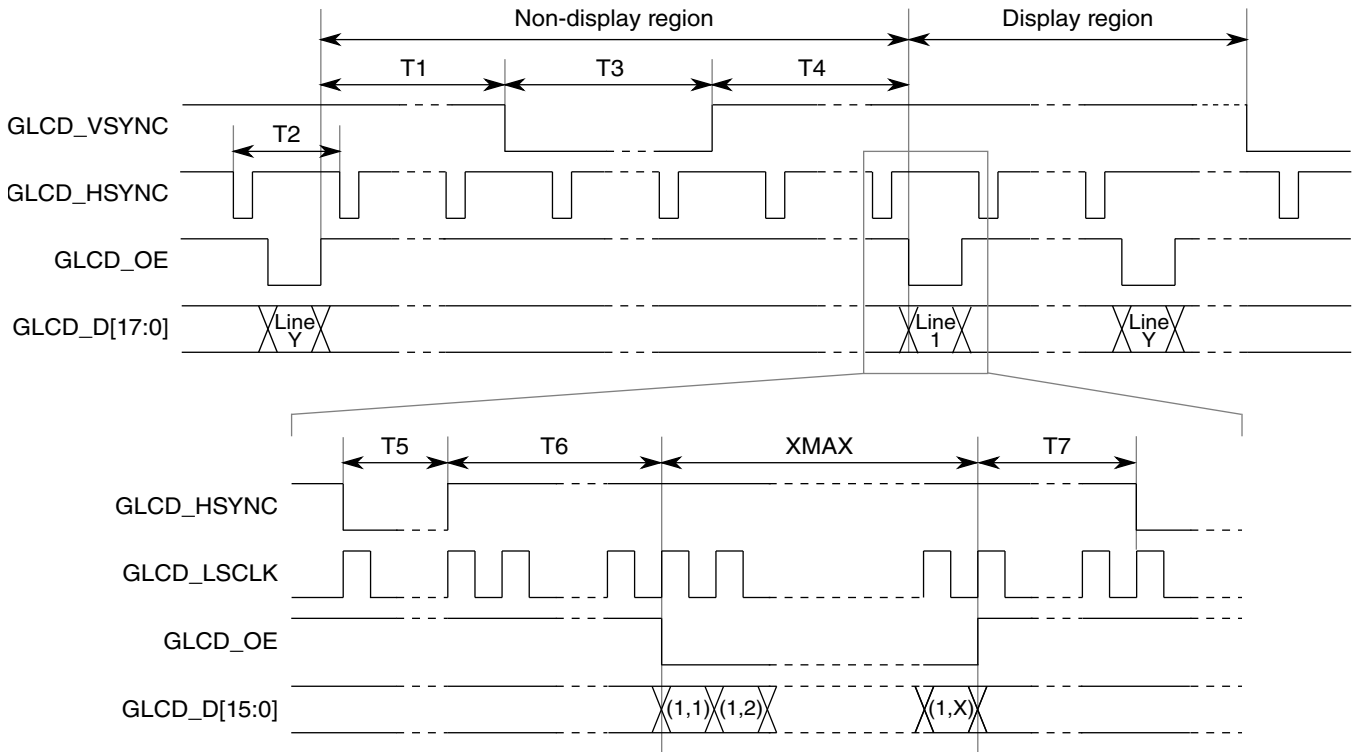 Non-display region
Display region
T1
T3
T4
GLCD_VSYNC
T2
GLCD_HSYNC
GLCD_OE
GLCD_D[17:0]
Line
Y
Line
1
Line
Y
T5
T6
XMAX
T7
GLCD_HSYNC
GLCD_LSCLK
GLCD_OE
GLCD_D[15:0]
(1,1)
(1,2)
(1,X)